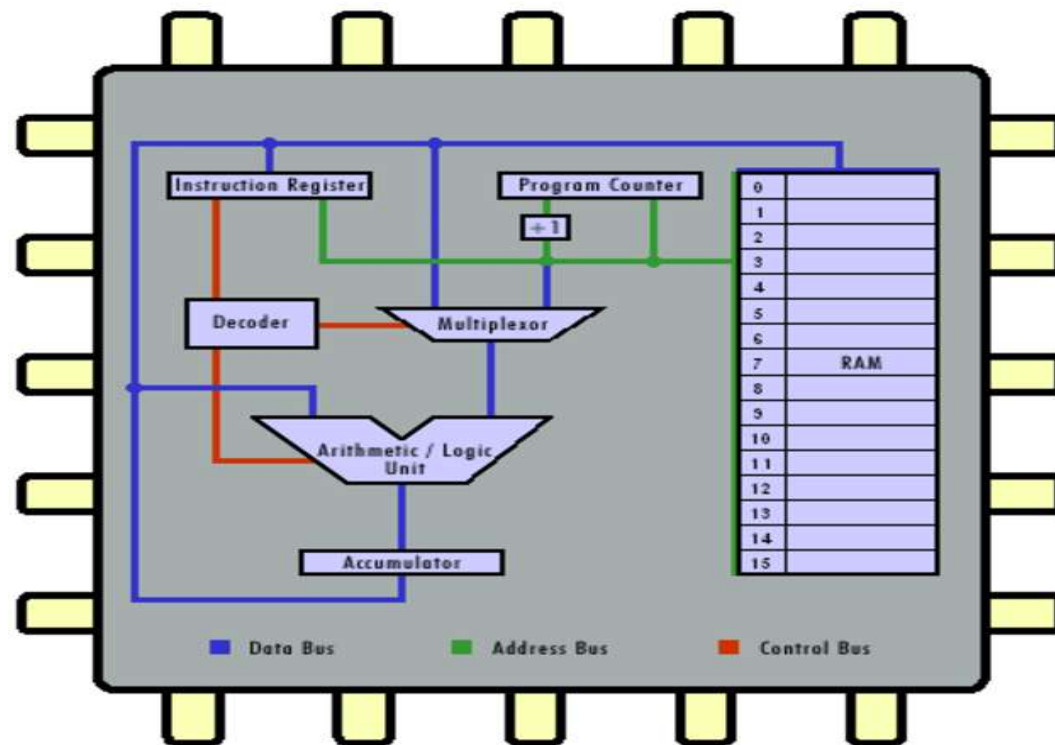 Instruction Register
Program Counter
+1
Decoder
Multiplexor
Arithmetic / Logic
Unit
Accumulator
0
1
2
3
4
5
6
7 RAM
8
9
10
11
12
13
14
15
Data Bus Address Bus Control Bus